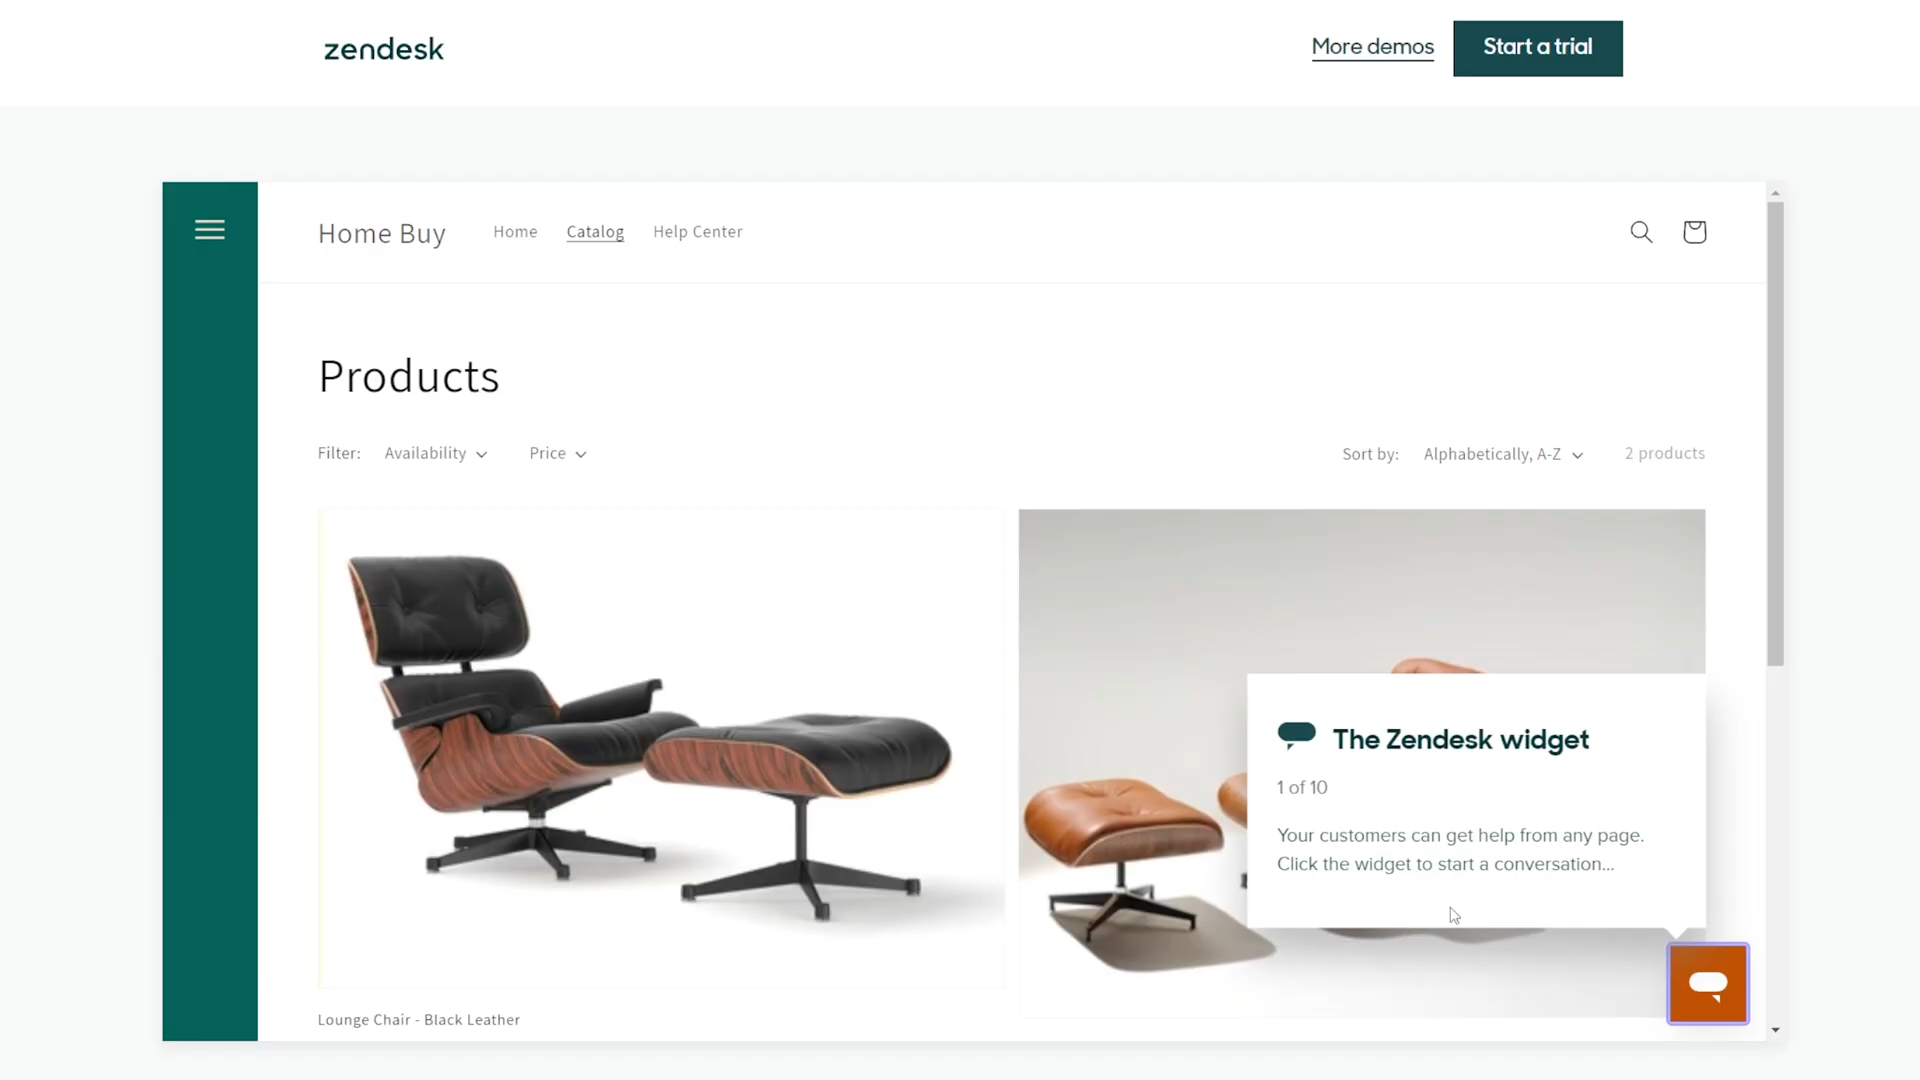 zendesk
More demos
Start a trial
Home Buy
Home
Catalog
Help Center
Products
Filter:
Availability
Price
Sort by:
Alphabetically, A-Z
2 products
The Zendesk widget
1 of 10
Your customers can get help from any page.
Click the widget to start a conversation...
Lounge Chair - Black Leather